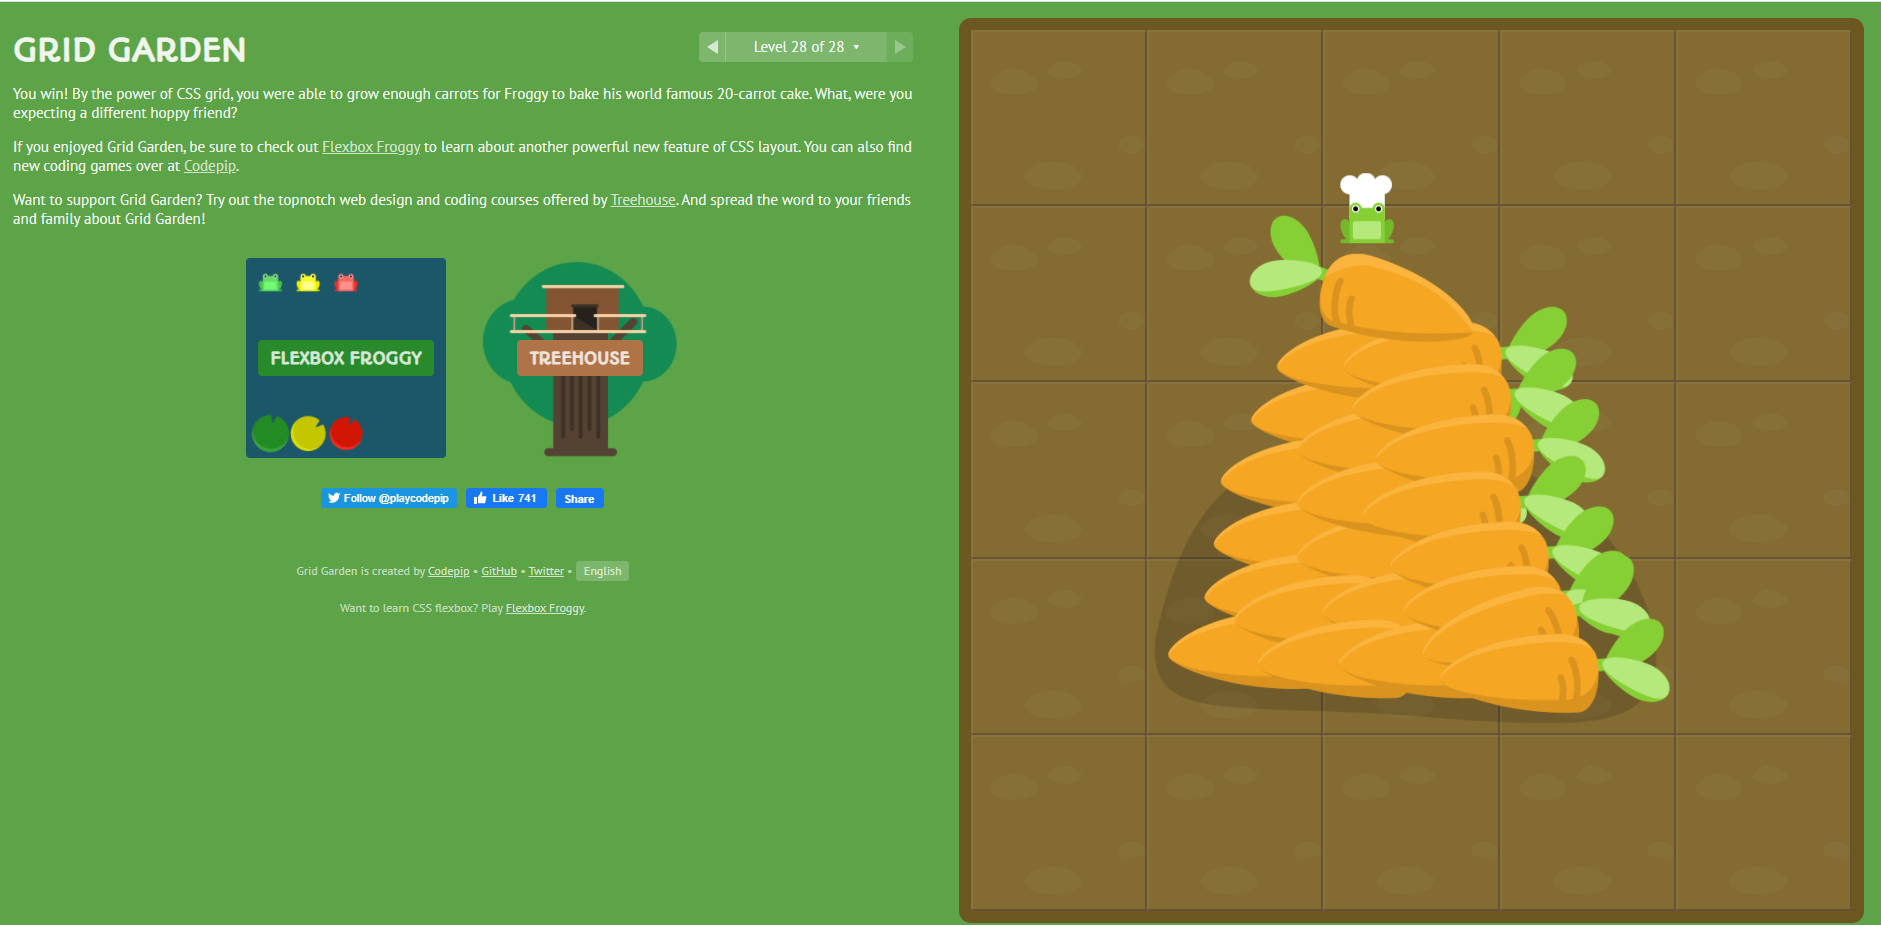 GRID GARDEN
Level 28 of 28
You win! By the power of CSS grid, you were able to grow enough carrots for Froggy to bake his world famous 20-carrot cake. What, were you
expecting a different hoppy friend?
If you enjoyed Grid Garden, be sure to check out Flexbox Froggy to learn about another powerful new feature of CSS layout. You can also find
new coding games over at Codepip.
Want to support Grid Garden? Try out the topnotch web design and coding courses offered by Treehouse. And spread the word to your friends
and family about Grid Garden!
FLEXBOX FROGGY
TREEHOUSE
Follow @playcodepip
Like 741
Share
Grid Garden is created by Codepip • GitHub • Twitter • English
Want to learn CSS flexbox? Play Flexbox Froggy.